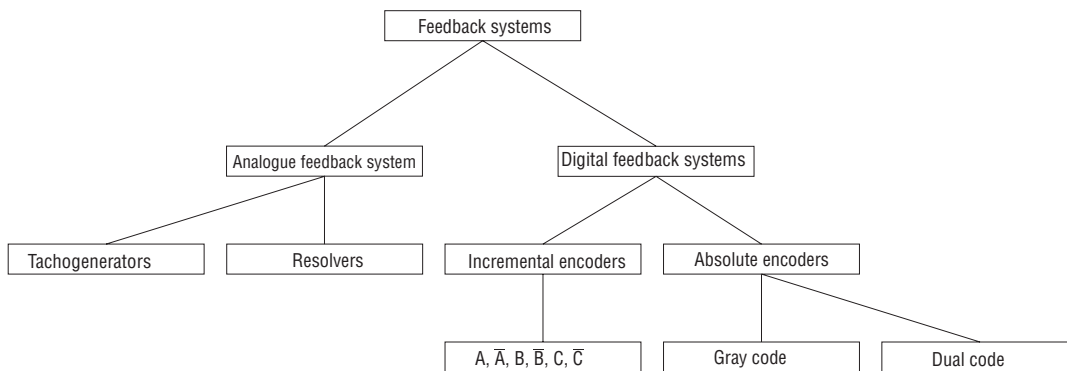 Feedback systems
Analogue feedback system
Digital feedback systems
Tachogenerators
Resolvers
Incremental encoders
Absolute encoders
A, A̅, B, B̅, C, C̅
Gray code
Dual code